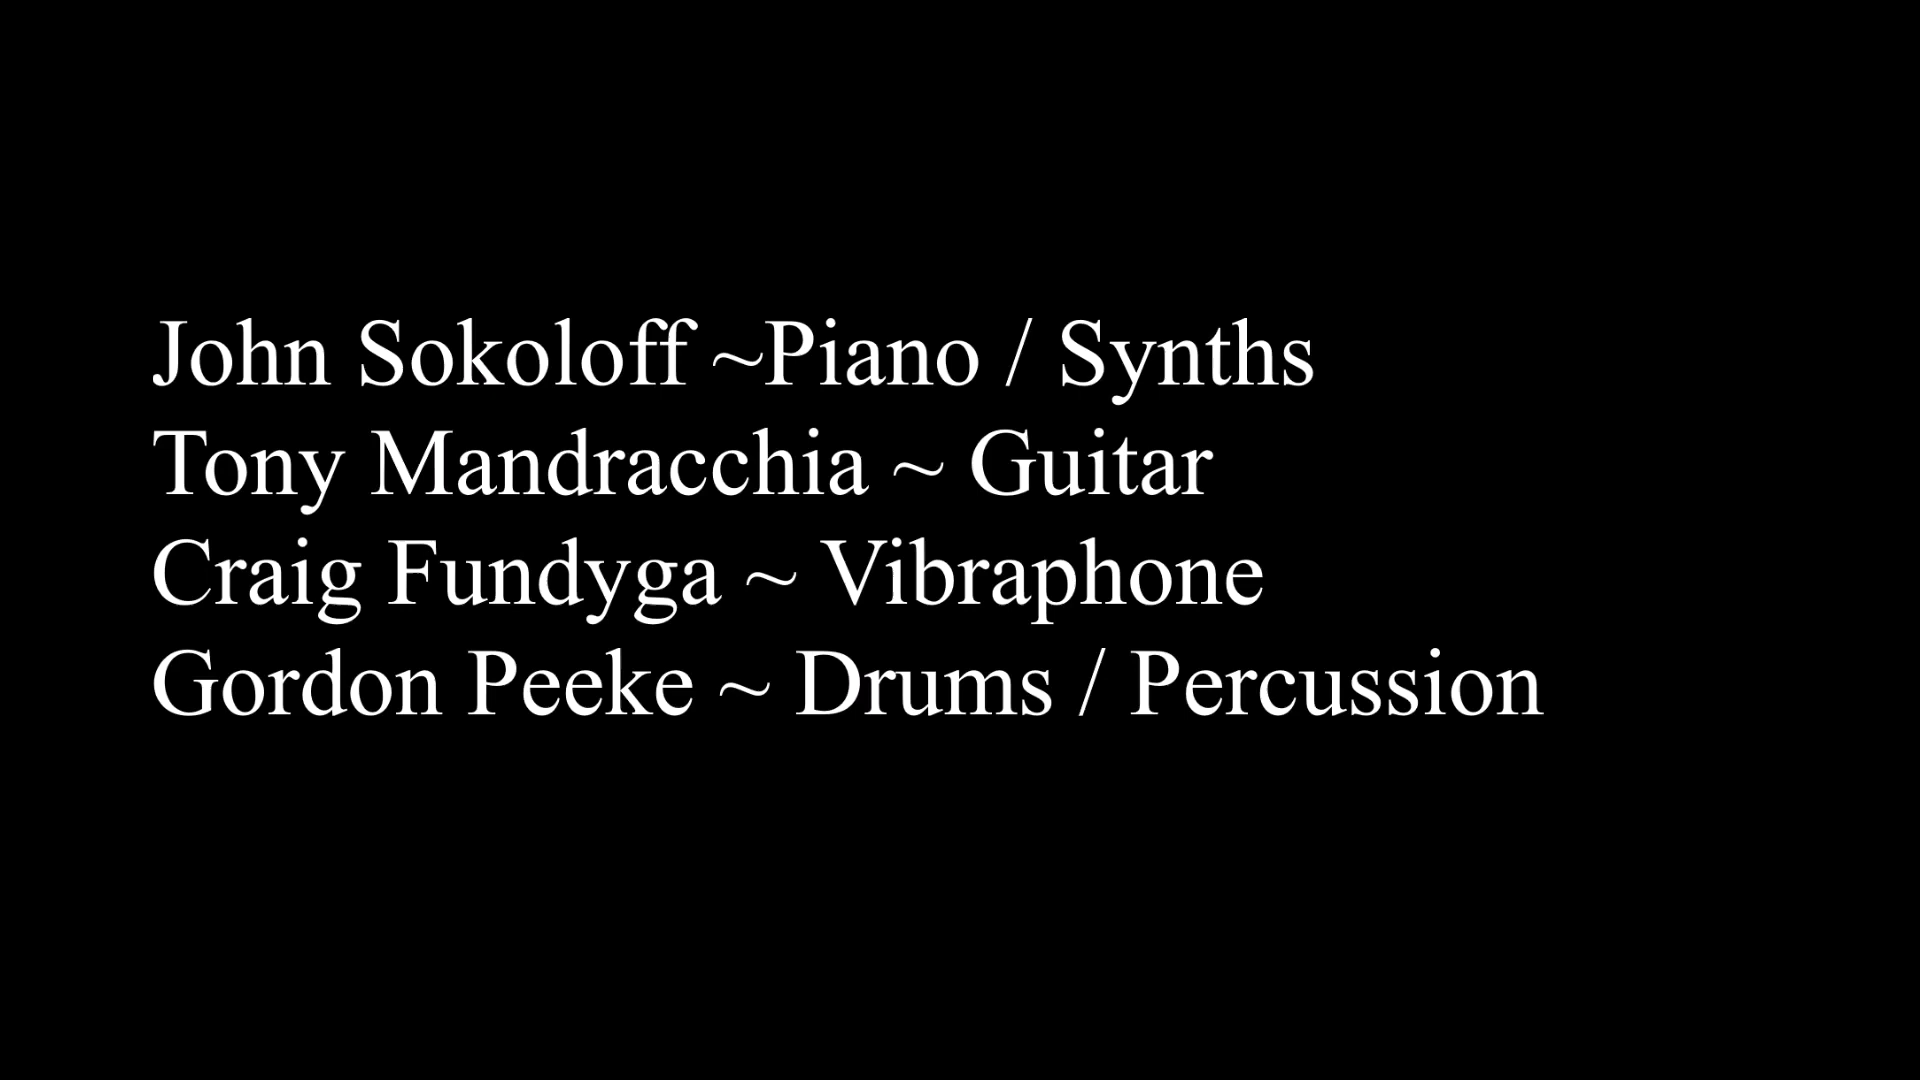 John Sokoloff ~Piano / Synths
Tony Mandracchia ~ Guitar
Craig Fundyga ~ Vibraphone
Gordon Peeke ~ Drums / Percussion